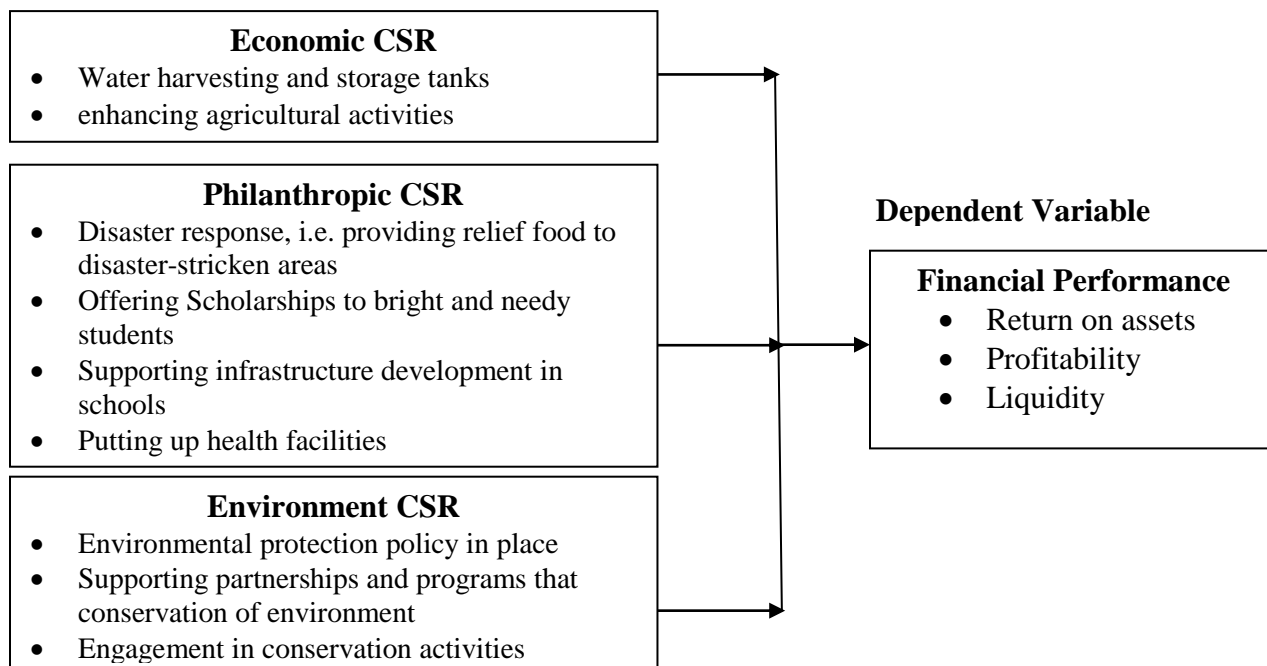 Economic CSR
• Water harvesting and storage tanks
• enhancing agricultural activities
Philanthropic CSR
• Disaster response, i.e. providing relief food to
disaster-stricken areas
• Offering Scholarships to bright and needy
students
• Supporting infrastructure development in
schools
• Putting up health facilities
Environment CSR
• Environmental protection policy in place
• Supporting partnerships and programs that
conservation of environment
• Engagement in conservation activities
Dependent Variable
Financial Performance
• Return on assets
• Profitability
• Liquidity